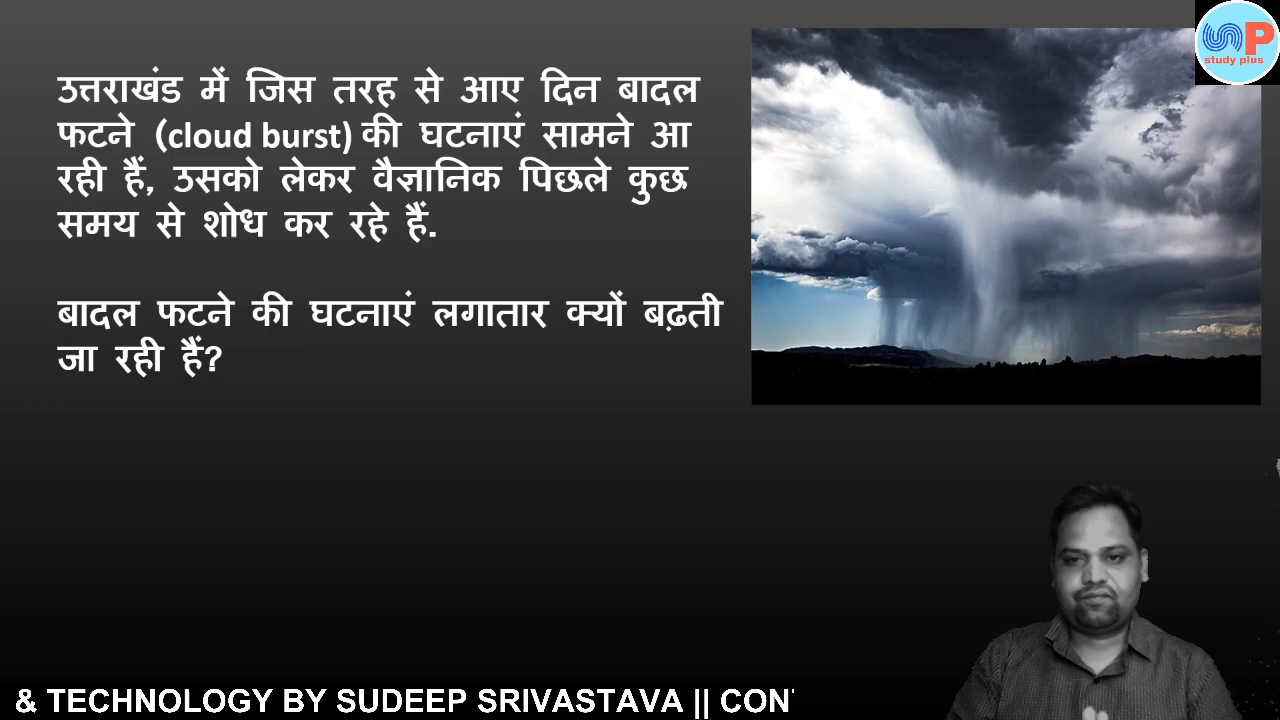 उत्तराखंड में जिस तरह से आए दिन बादल
फटने (cloud burst) की घटनाएं सामने आ
रही हैं, उसको लेकर वैज्ञानिक पिछले कुछ
समय से शोध कर रहे हैं.
बादल फटने की घटनाएं लगातार क्यों बढ़ती
जा रही हैं?
SP
study plus
& TECHNOLOGY BY SUDEEP SRIVASTAVA || CON